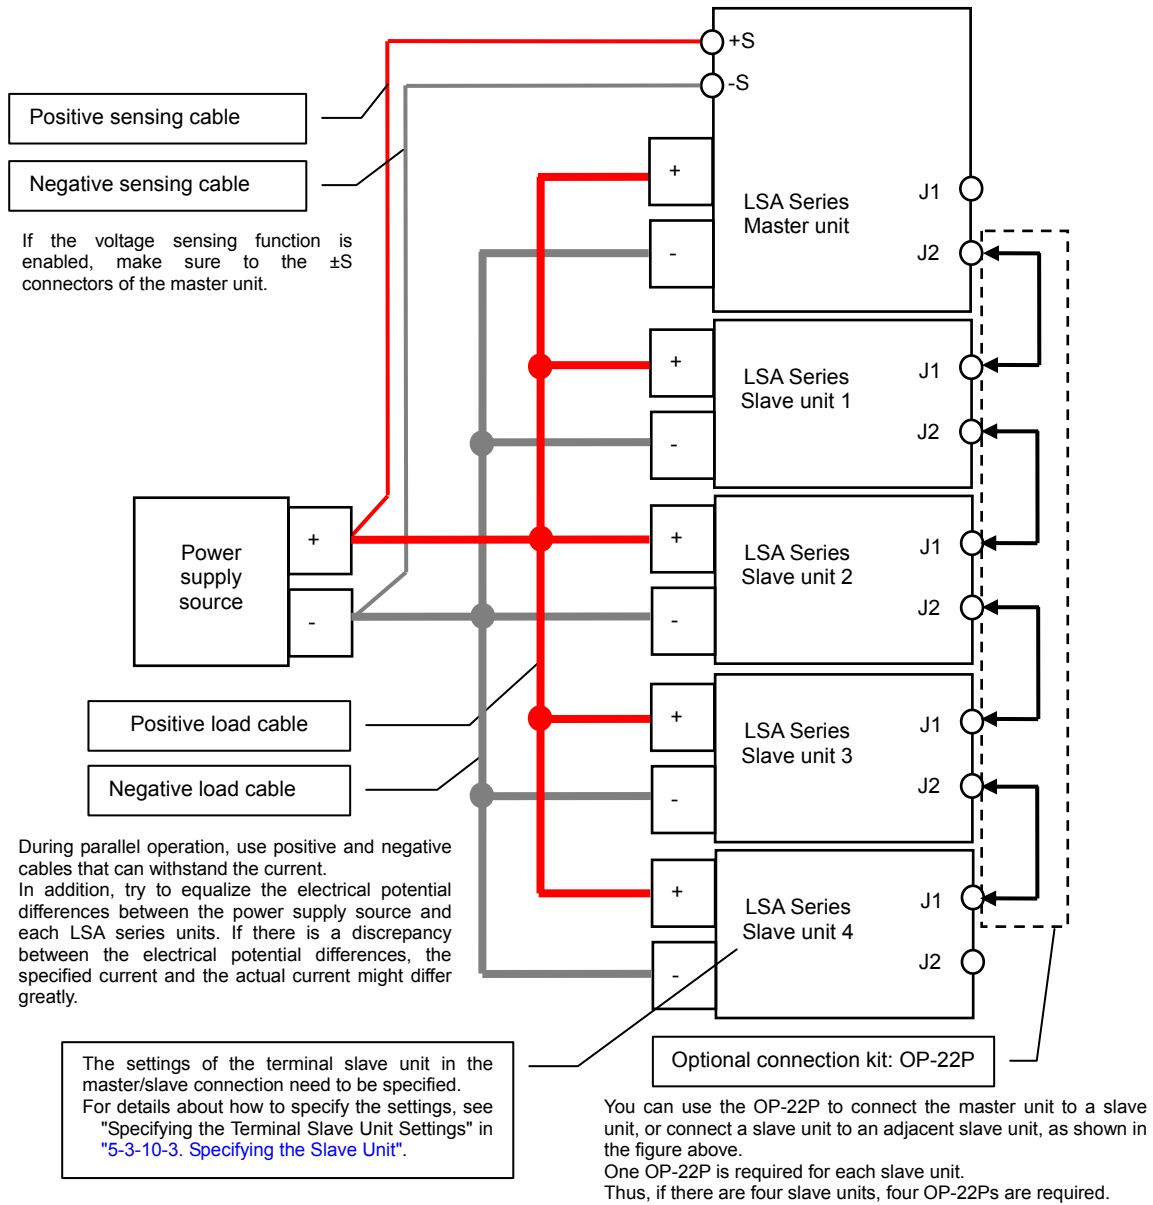 +S
-S
Positive sensing cable
Negative sensing cable
If the voltage sensing function is
enabled, make sure to the ±S
connectors of the master unit.
+
-
LSA Series
Master unit
J1
J2
+
-
LSA Series
Slave unit 1
J1
J2
Power
supply
source
+
-
+
-
LSA Series
Slave unit 2
J1
J2
Positive load cable
Negative load cable
+
-
LSA Series
Slave unit 3
J1
J2
During parallel operation, use positive and negative
cables that can withstand the current.
In addition, try to equalize the electrical potential
differences between the power supply source and
each LSA series units. If there is a discrepancy
between the electrical potential differences, the
specified current and the actual current might differ
greatly.
+
-
LSA Series
Slave unit 4
J1
J2
The settings of the terminal slave unit in the
master/slave connection need to be specified.
For details about how to specify the settings, see
"Specifying the Terminal Slave Unit Settings" in
"5-3-10-3. Specifying the Slave Unit".
Optional connection kit: OP-22P
You can use the OP-22P to connect the master unit to a slave
unit, or connect a slave unit to an adjacent slave unit, as shown in
the figure above.
One OP-22P is required for each slave unit.
Thus, if there are four slave units, four OP-22Ps are required.